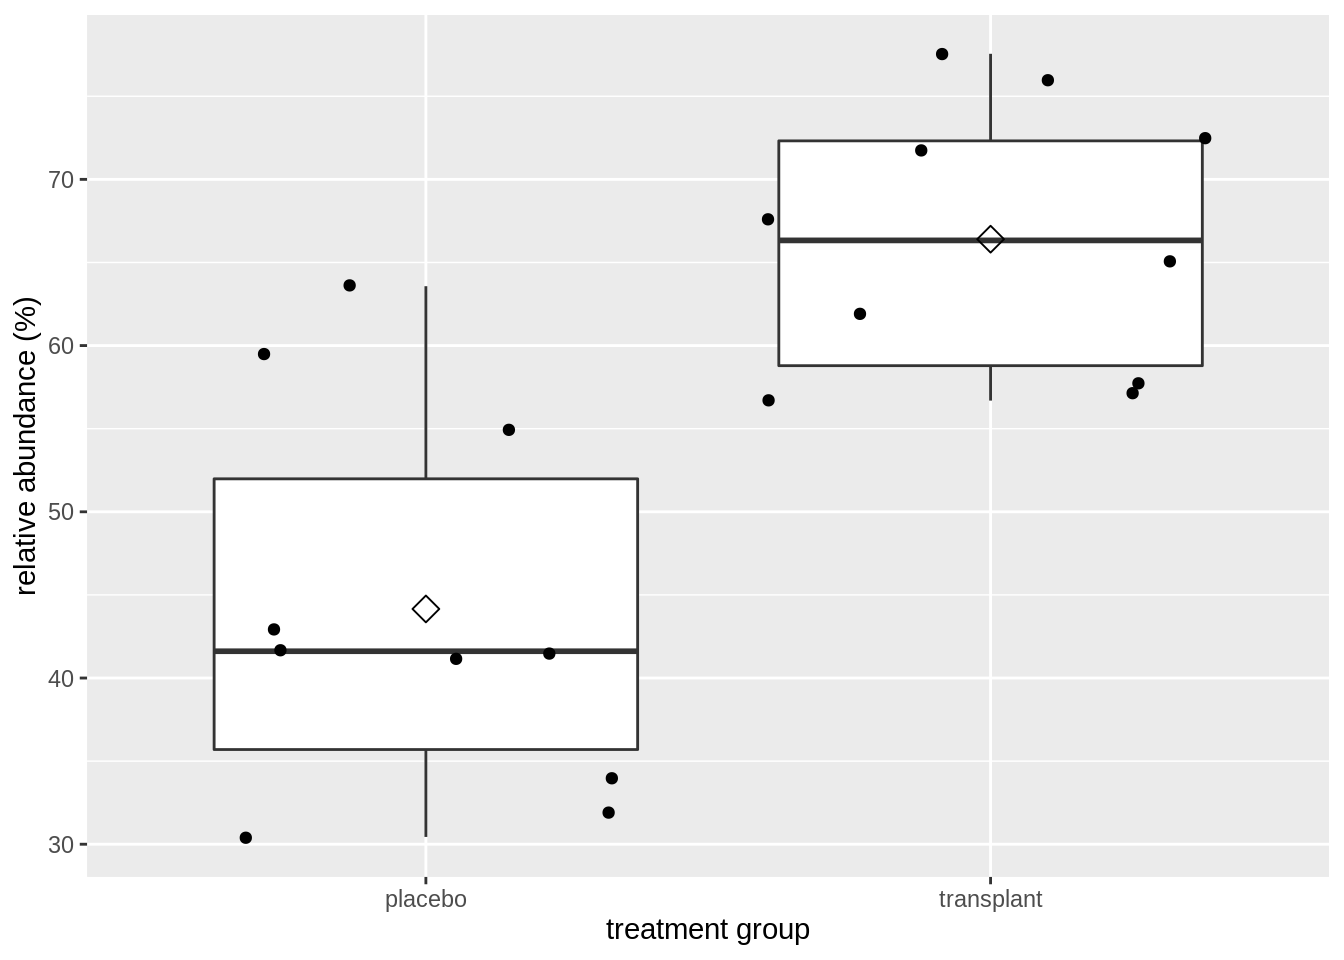 relative abundance (%)
70
60
50
40
30
placebo
transplant
treatment group